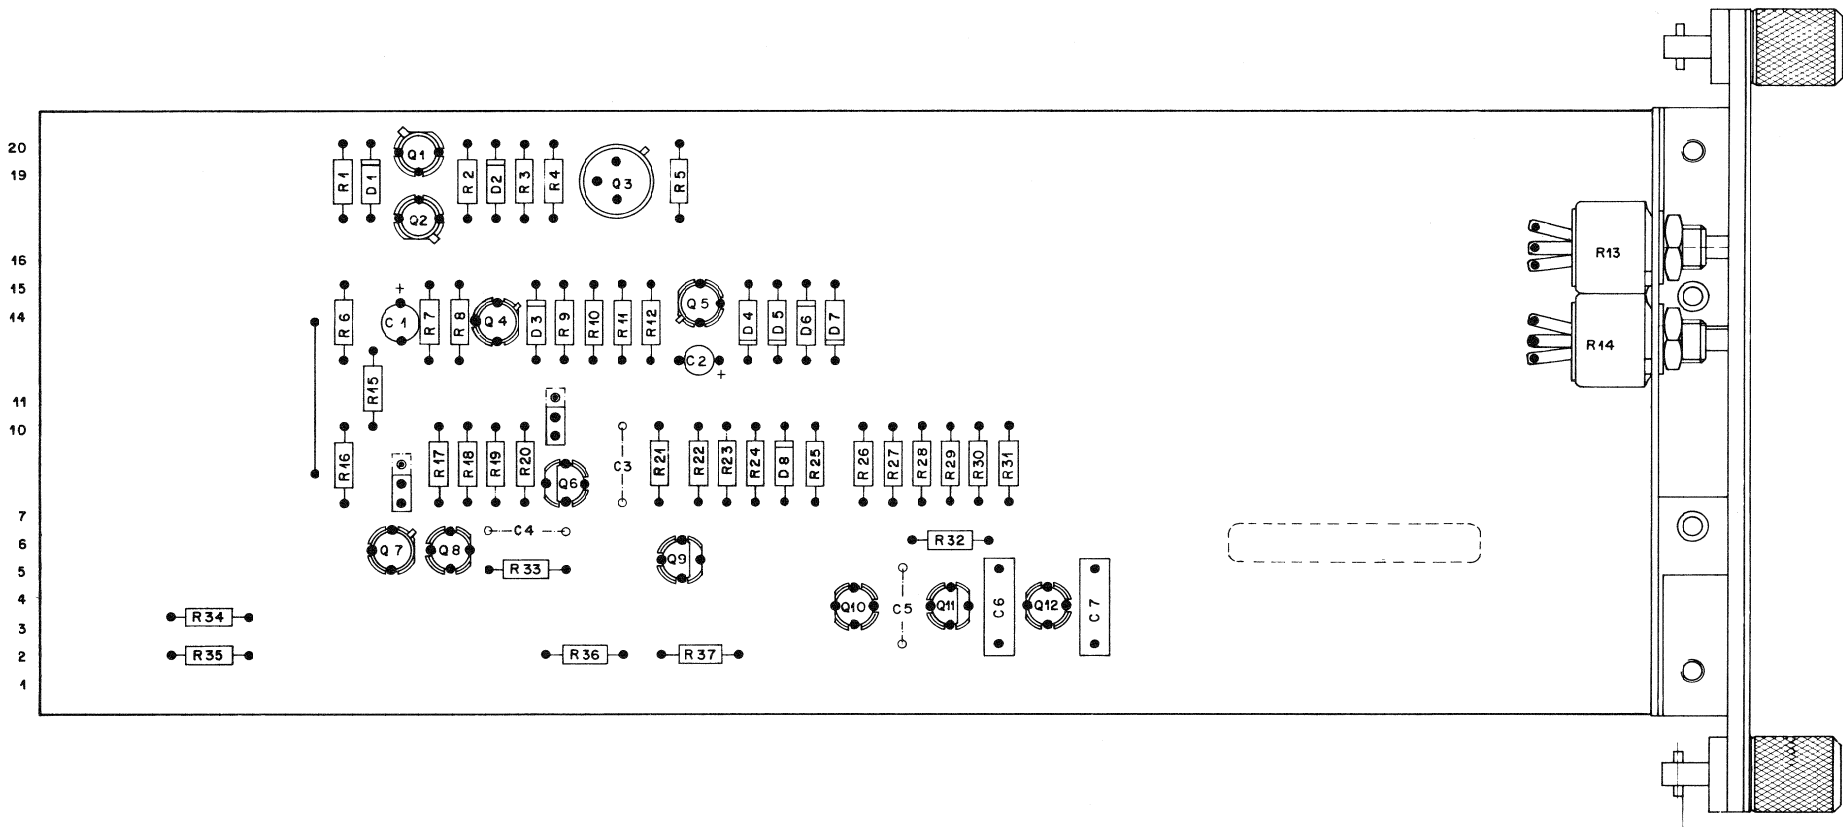 20
19
R1 D1 Q1 R2 D2 R3 R4 Q3 R5
Q2
16
15
14
R6 C1 + R7 R8 Q4 D3 R9 R10 R11 R12 Q5 D4 D5 D6 D7
C2 +
R13
R14
R15
11
10
R16 R17 R18 R19 R20 Q6 C3 R21 R22 R23 R24 D8 R25 R26 R27 R28 R29 R30 R31
7
C4
6
Q7 Q8 Q9 R32
5
R33
4
Q10 C5 Q11 C6 Q12 C7
R34
3
2
R35 R36 R37
1